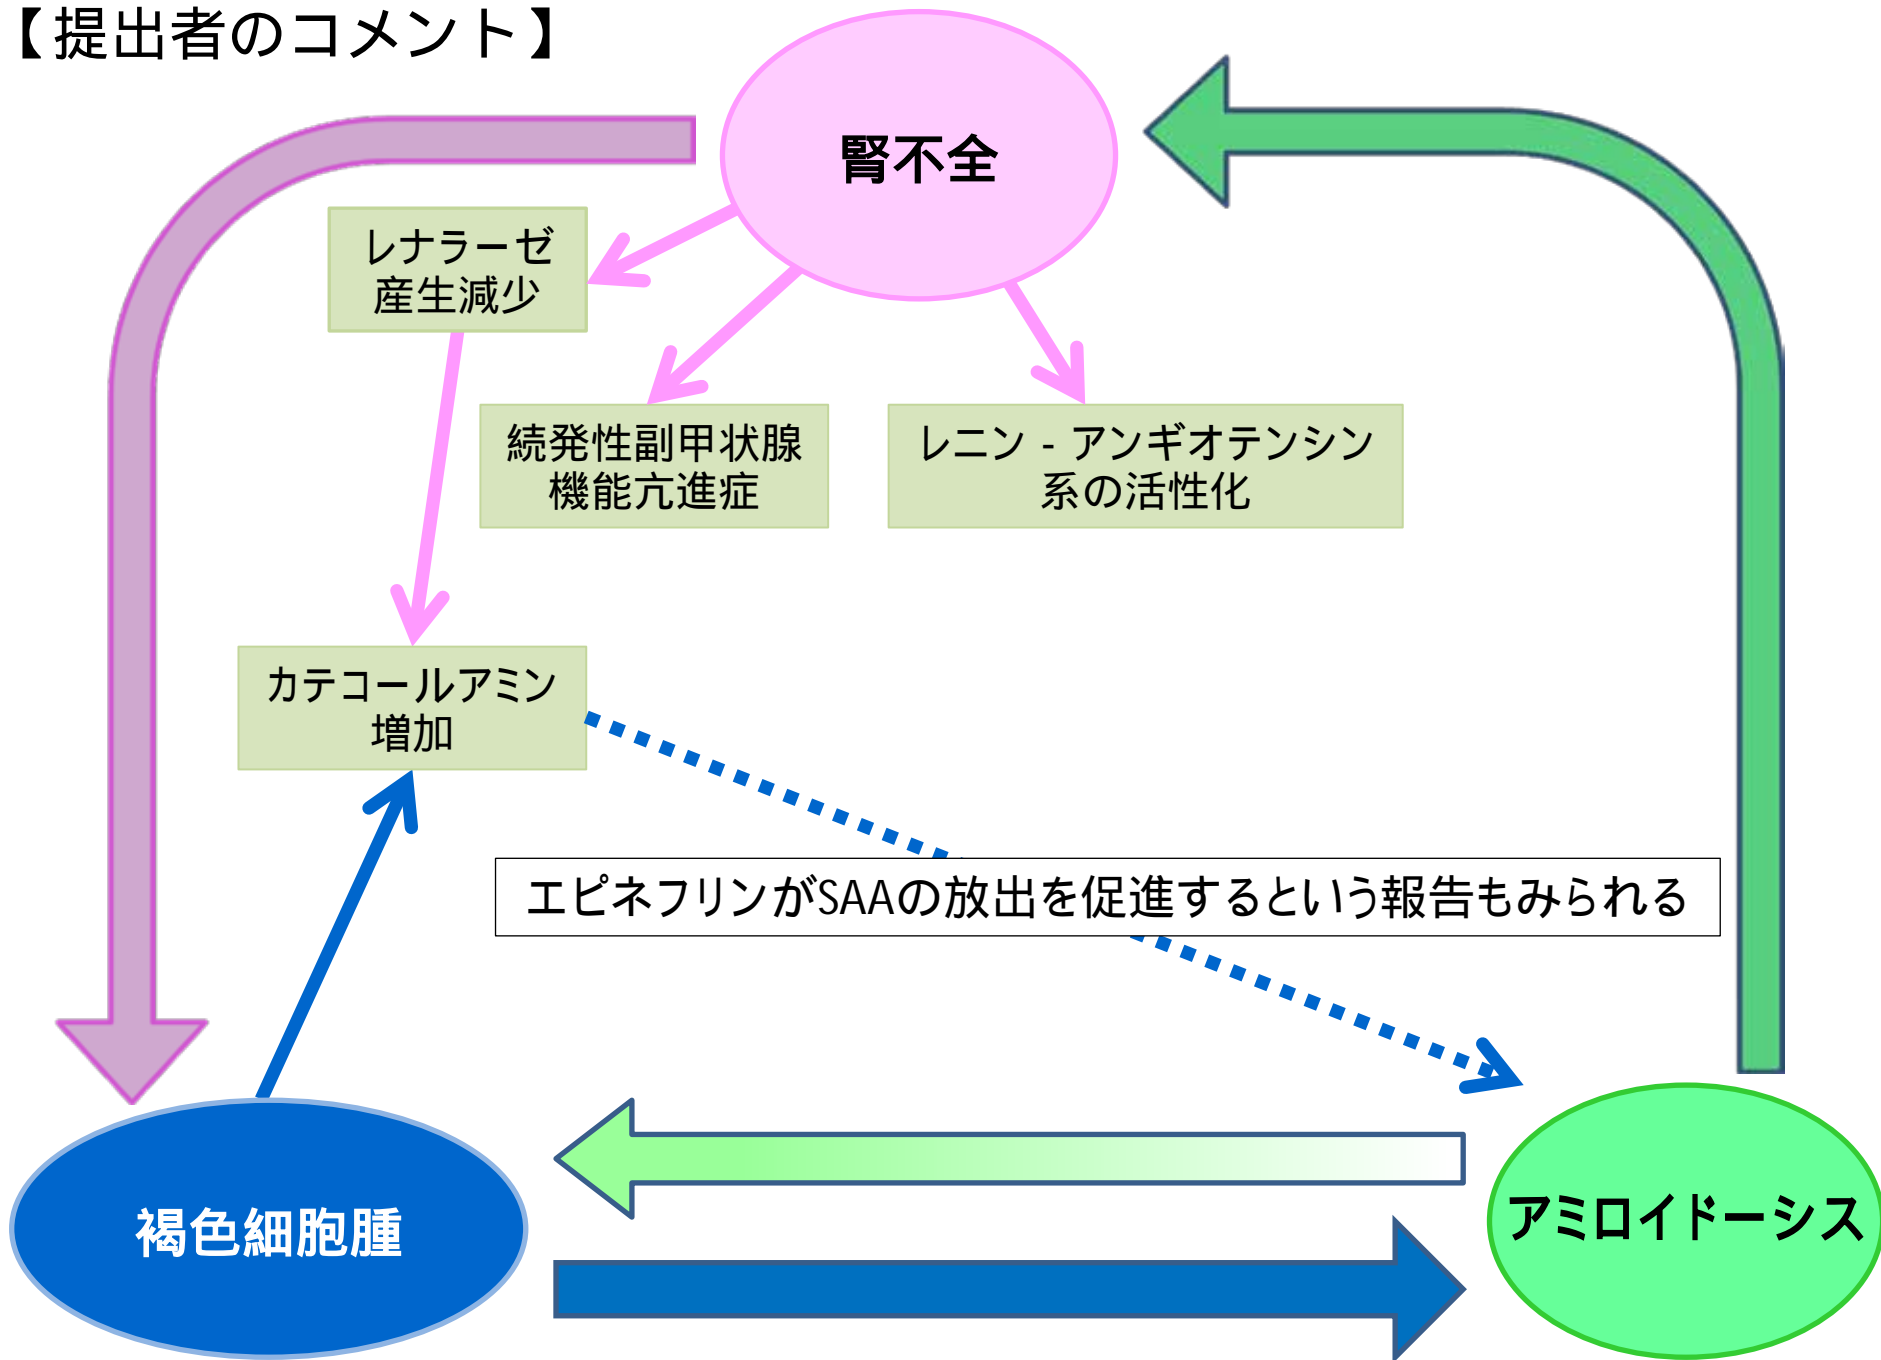 【提出者のコメント】
腎不全
レナラーゼ
産生減少
続発性副甲状腺
機能亢進症
レニン‐アンギオテンシン
系の活性化
カテコールアミン
増加
エピネフリンがSAAの放出を促進するという報告もみられる
褐色細胞腫
アミロイドーシス